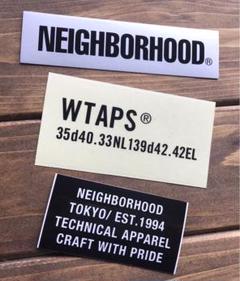 NEIGHBORHOOD®
WTAPS®
35d40.33NL139d42.42EL
NEIGHBORHOOD
TOKYO/ EST.1994
TECHNICAL APPAREL
CRAFT WITH PRIDE